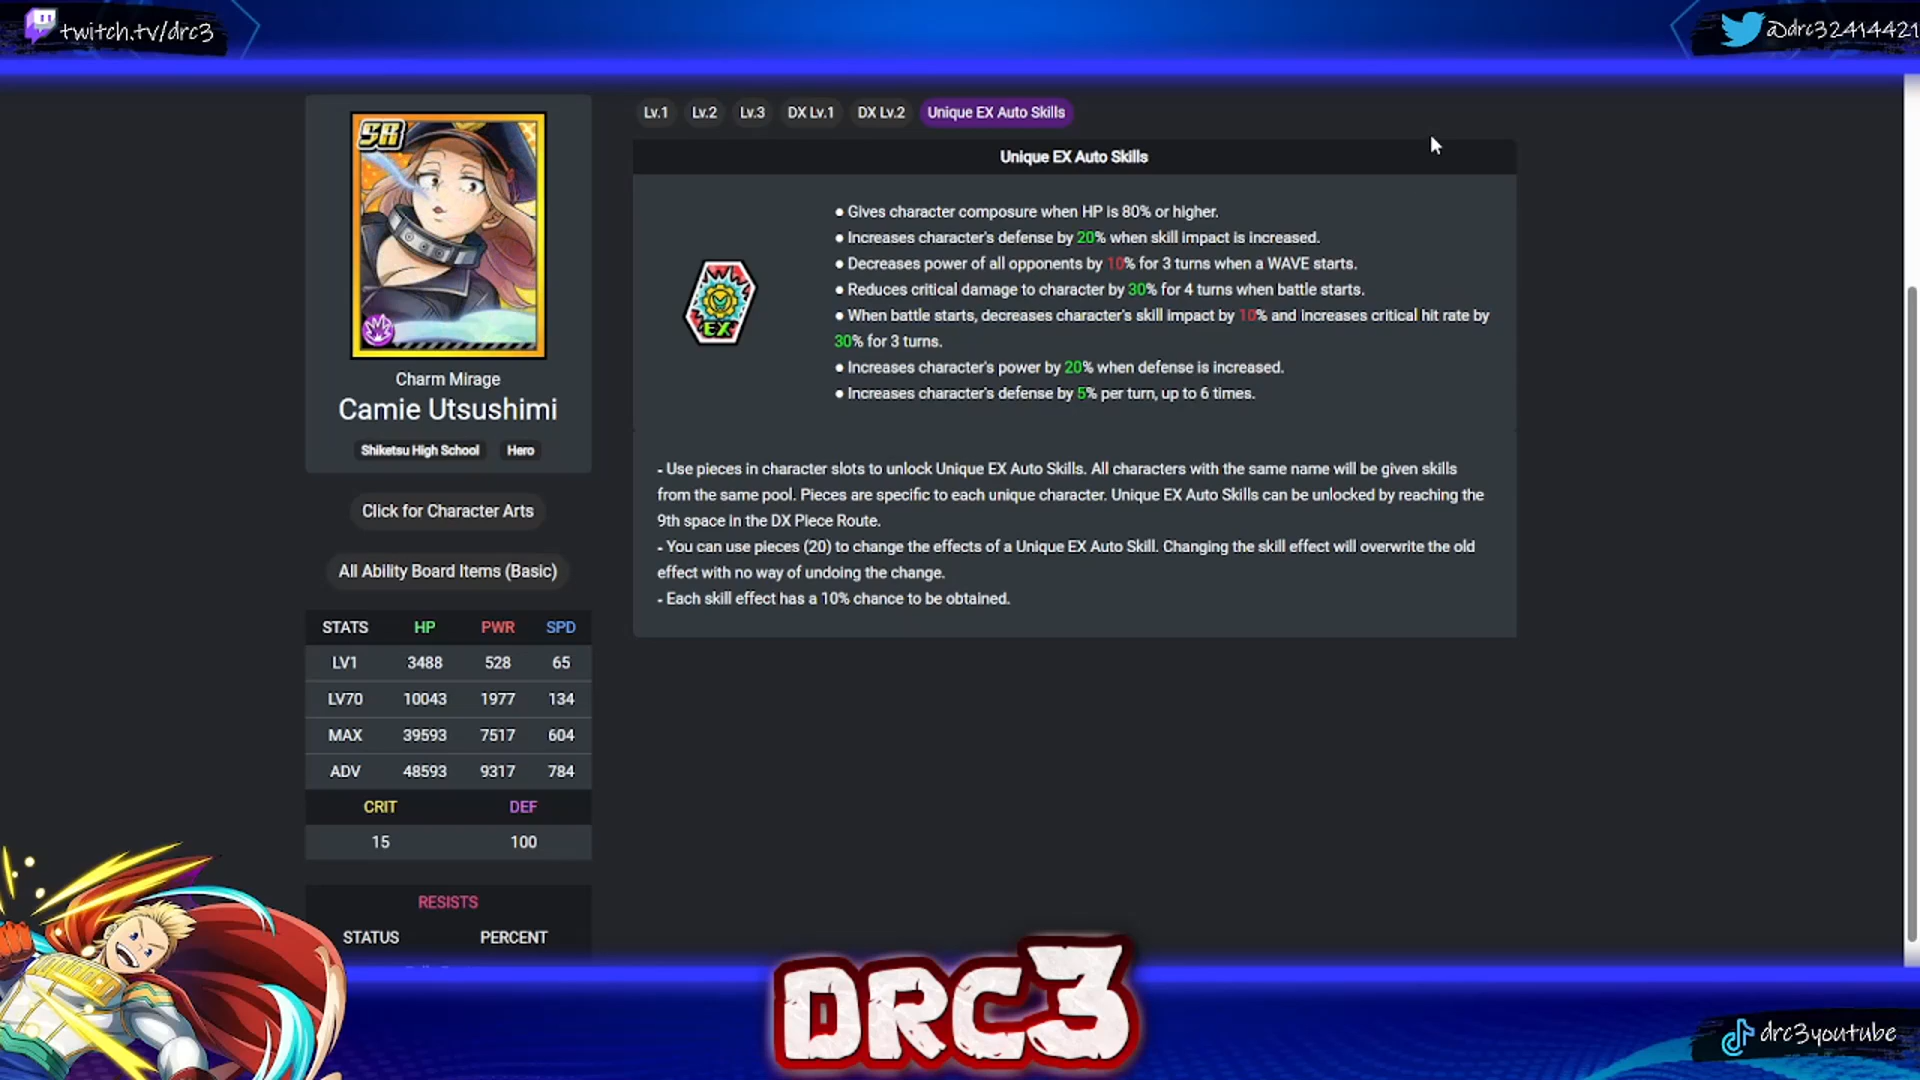 twitch.tv/drc3
@drc32414421
SR
Charm Mirage
Camie Utsushimi
Shiketsu High School Hero
Click for Character Arts
All Ability Board Items (Basic)
STATS HP PWR SPD
LV1 3488 528 65
LV70 10043 1977 134
MAX 39593 7517 604
ADV 48593 9317 784
CRIT DEF
15 100
RESISTS
STATUS PERCENT
Lv.1 Lv.2 Lv.3 DX Lv.1 DX Lv.2 Unique EX Auto Skills
Unique EX Auto Skills
EX
● Gives character composure when HP is 80% or higher.
● Increases character's defense by 20% when skill impact is increased.
● Decreases power of all opponents by 10% for 3 turns when a WAVE starts.
● Reduces critical damage to character by 30% for 4 turns when battle starts.
● When battle starts, decreases character's skill impact by 10% and increases critical hit rate by
30% for 3 turns.
● Increases character's power by 20% when defense is increased.
● Increases character's defense by 5% per turn, up to 6 times.
- Use pieces in character slots to unlock Unique EX Auto Skills. All characters with the same name will be given skills
from the same pool. Pieces are specific to each unique character. Unique EX Auto Skills can be unlocked by reaching the
9th space in the DX Piece Route.
- You can use pieces (20) to change the effects of a Unique EX Auto Skill. Changing the skill effect will overwrite the old
effect with no way of undoing the change.
- Each skill effect has a 10% chance to be obtained.
DRC3
drc3youtube